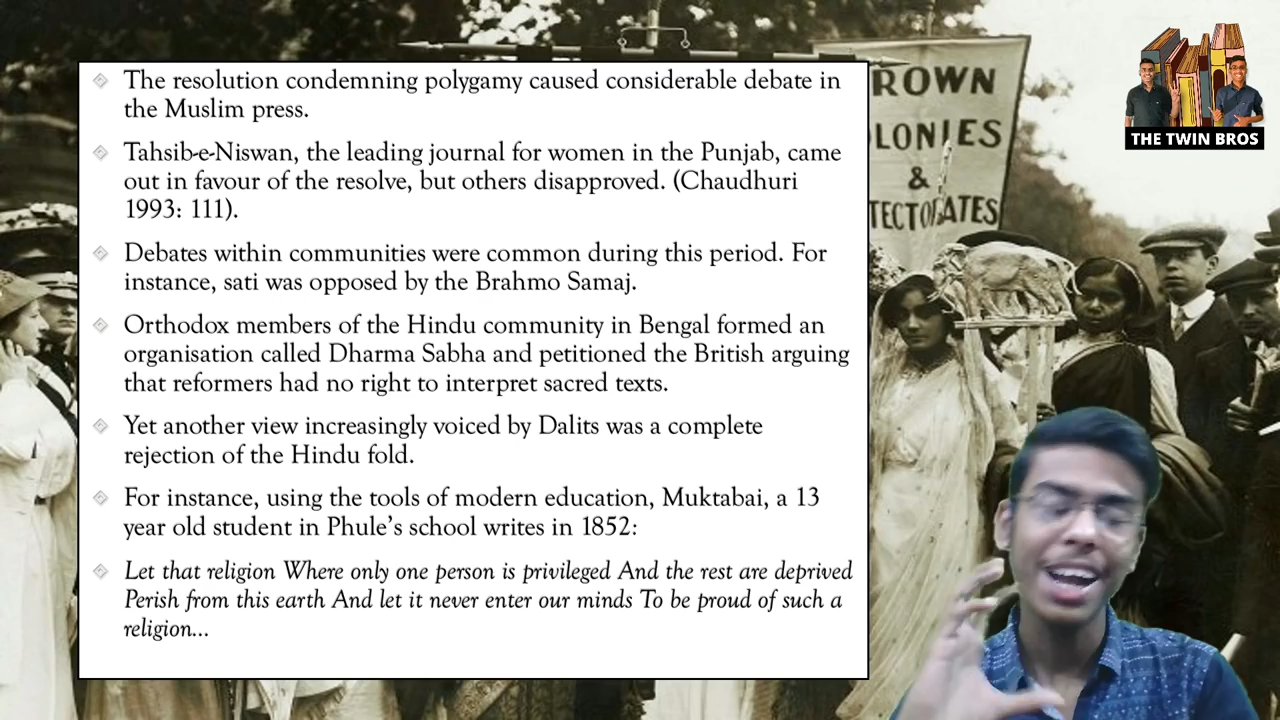 The resolution condemning polygamy caused considerable debate in
the Muslim press.
Tahsib-e-Niswan, the leading journal for women in the Punjab, came
out in favour of the resolve, but others disapproved. (Chaudhuri
1993: 111).
Debates within communities were common during this period. For
instance, sati was opposed by the Brahmo Samaj.
Orthodox members of the Hindu community in Bengal formed an
organisation called Dharma Sabha and petitioned the British arguing
that reformers had no right to interpret sacred texts.
Yet another view increasingly voiced by Dalits was a complete
rejection of the Hindu fold.
For instance, using the tools of modern education, Muktabai, a 13
year old student in Phule's school writes in 1852:
Let that religion Where only one person is privileged And the rest are deprived
Perish from this earth And let it never enter our minds To be proud of such a
religion...
ROWN
LONIES
&
TECTORATES
THE TWIN BROS